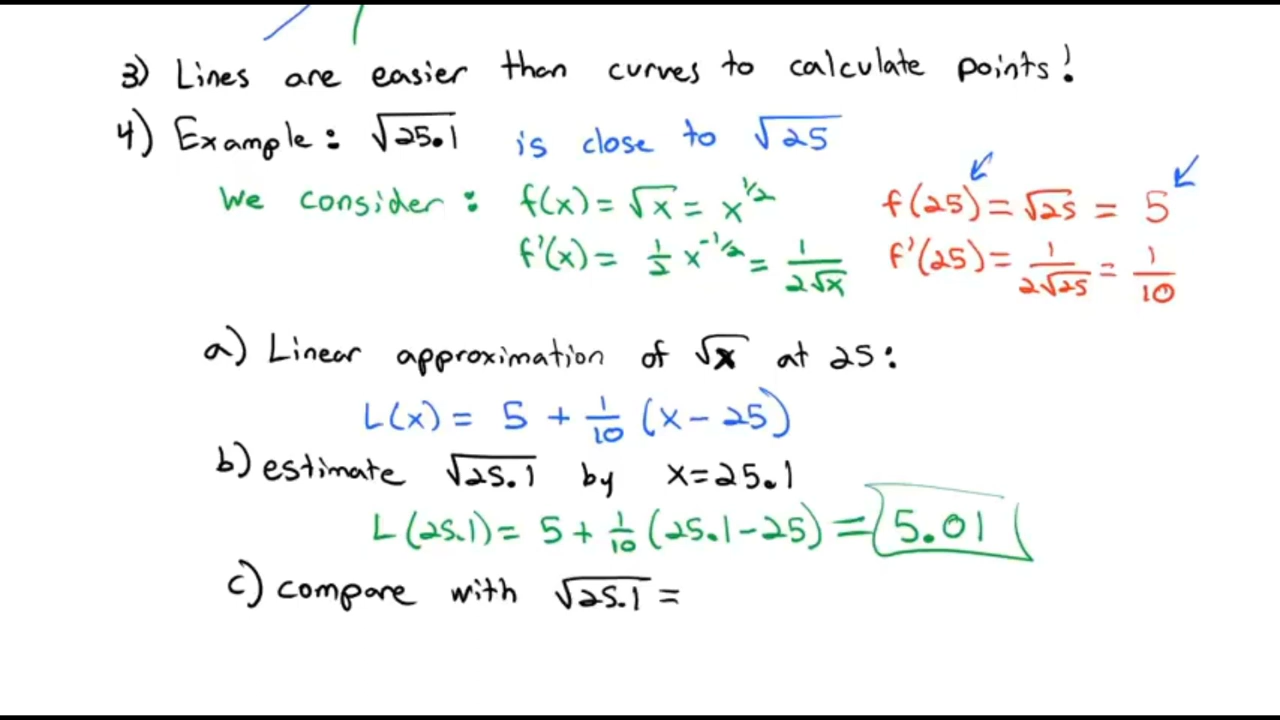 3) Lines are easier than curves to calculate points!
4) Example: √25.1 is close to √25
We consider: f(x) = √x = x^1/2 f(25) = √25 = 5
f'(x) = 1/2 x^-1/2 = 1/(2√x) f'(25) = 1/(2√25) = 1/10
a) Linear approximation of √x at 25:
L(x) = 5 + 1/10 (x - 25)
b) estimate √25.1 by x=25.1
L(25.1) = 5 + 1/10 (25.1-25) = 5.01
c) compare with √25.1 =